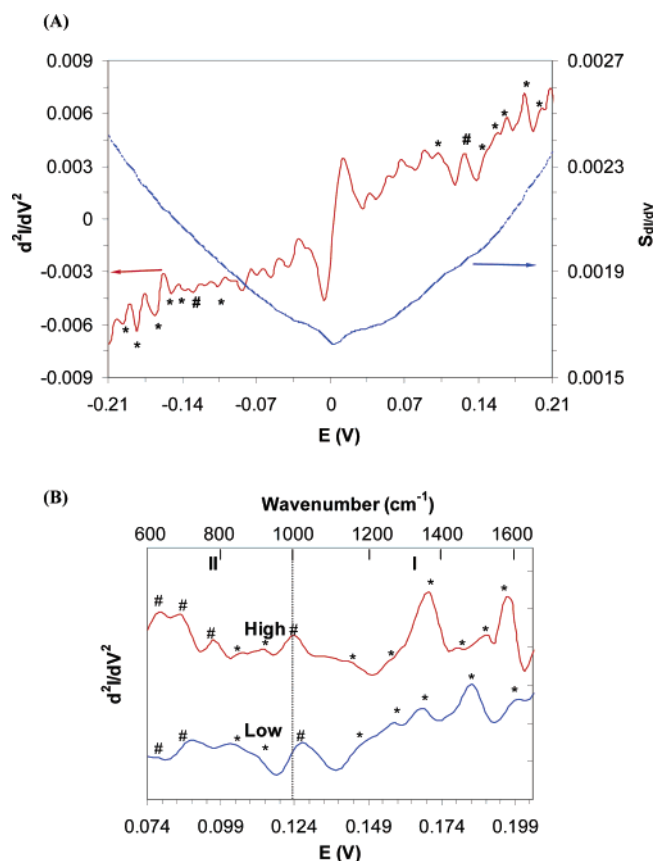 (A)
0.009
0.006
0.003
0
-0.003
-0.006
-0.009
d²I/dV²
0.0027
0.0023
0.0019
0.0015
S dI/dV
* # * * * * *
* * * * # * *
-0.21 -0.14 -0.07 0 0.07 0.14 0.21
E (V)
(B)
Wavenumber (cm⁻¹)
600 800 1000 1200 1400 1600
II I
# # # * * High # * * * * * *
# # * * Low # * * * * *
d²I/dV²
0.074 0.099 0.124 0.149 0.174 0.199
E (V)